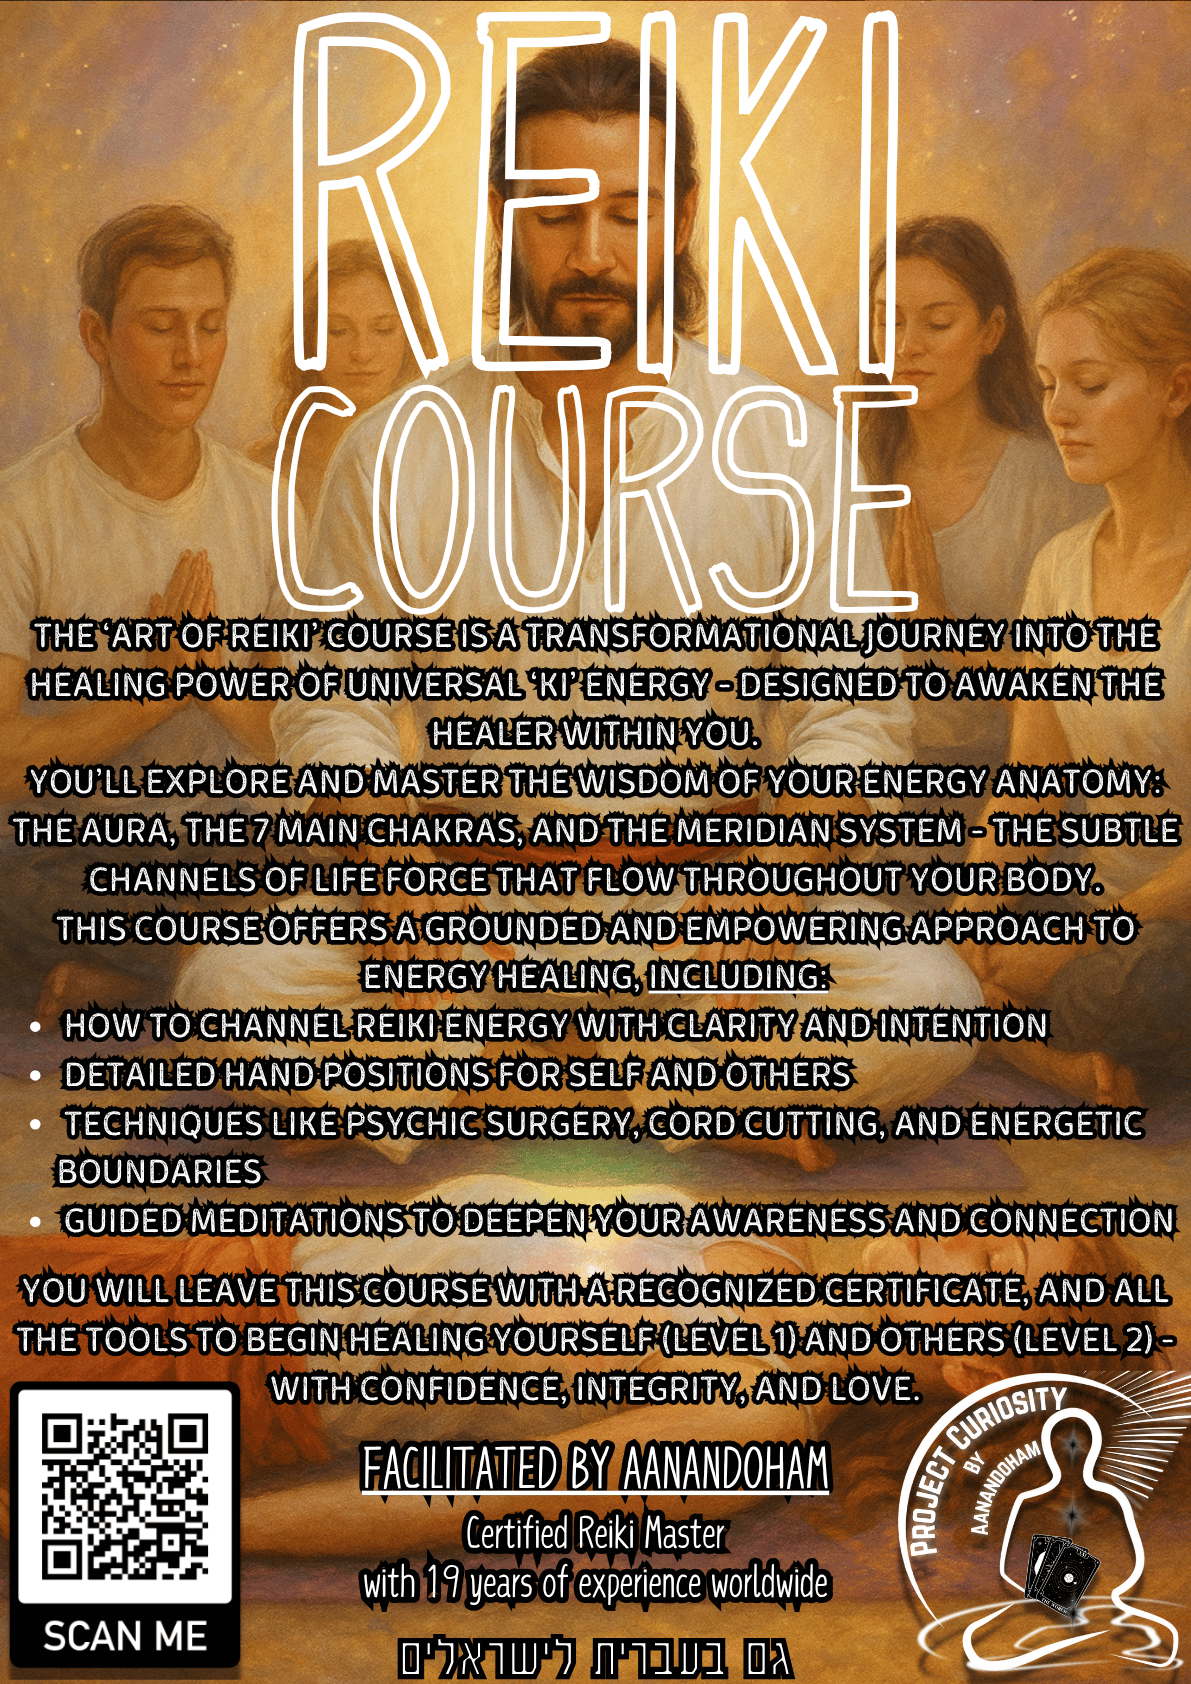 REIKI
COURSE
THE ‘ART OF REIKI’ COURSE IS A TRANSFORMATIONAL JOURNEY INTO THE
HEALING POWER OF UNIVERSAL ‘KI’ ENERGY - DESIGNED TO AWAKEN THE
HEALER WITHIN YOU.
YOU’LL EXPLORE AND MASTER THE WISDOM OF YOUR ENERGY ANATOMY:
THE AURA, THE 7 MAIN CHAKRAS, AND THE MERIDIAN SYSTEM - THE SUBTLE
CHANNELS OF LIFE FORCE THAT FLOW THROUGHOUT YOUR BODY.
THIS COURSE OFFERS A GROUNDED AND EMPOWERING APPROACH TO
ENERGY HEALING, INCLUDING:
• HOW TO CHANNEL REIKI ENERGY WITH CLARITY AND INTENTION
• DETAILED HAND POSITIONS FOR SELF AND OTHERS
• TECHNIQUES LIKE PSYCHIC SURGERY, CORD CUTTING, AND ENERGETIC
BOUNDARIES
• GUIDED MEDITATIONS TO DEEPEN YOUR AWARENESS AND CONNECTION
YOU WILL LEAVE THIS COURSE WITH A RECOGNIZED CERTIFICATE, AND ALL
THE TOOLS TO BEGIN HEALING YOURSELF (LEVEL 1) AND OTHERS (LEVEL 2) -
WITH CONFIDENCE, INTEGRITY, AND LOVE.
FACILITATED BY AANANDOHAM
Certified Reiki Master
with 19 years of experience worldwide
גם בעברית לישראלים
SCAN ME
PROJECT CURIOSITY
BY
AANANDOHAM